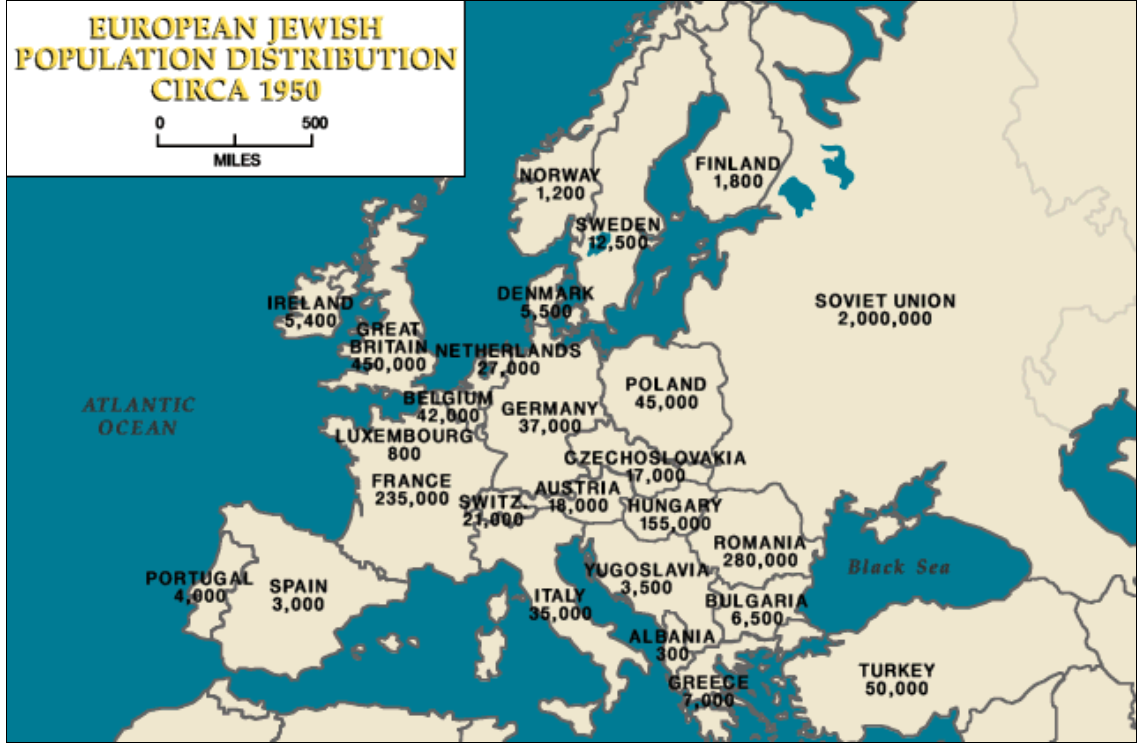 EUROPEAN JEWISH
POPULATION DISTRIBUTION
CIRCA 1950
0 500
MILES
NORWAY
1,200
FINLAND
1,800
SWEDEN
12,500
IRELAND
5,400
DENMARK
5,500
SOVIET UNION
2,000,000
GREAT
BRITAIN
450,000
NETHERLANDS
27,000
POLAND
45,000
BELGIUM
42,000
GERMANY
37,000
ATLANTIC
OCEAN
LUXEMBOURG
800
CZECHOSLOVAKIA
17,000
FRANCE
235,000
SWITZ.
21,000
AUSTRIA
18,000
HUNGARY
155,000
ROMANIA
280,000
Black Sea
PORTUGAL
4,000
SPAIN
3,000
ITALY
35,000
YUGOSLAVIA
3,500
BULGARIA
6,500
ALBANIA
300
GREECE
7,000
TURKEY
50,000